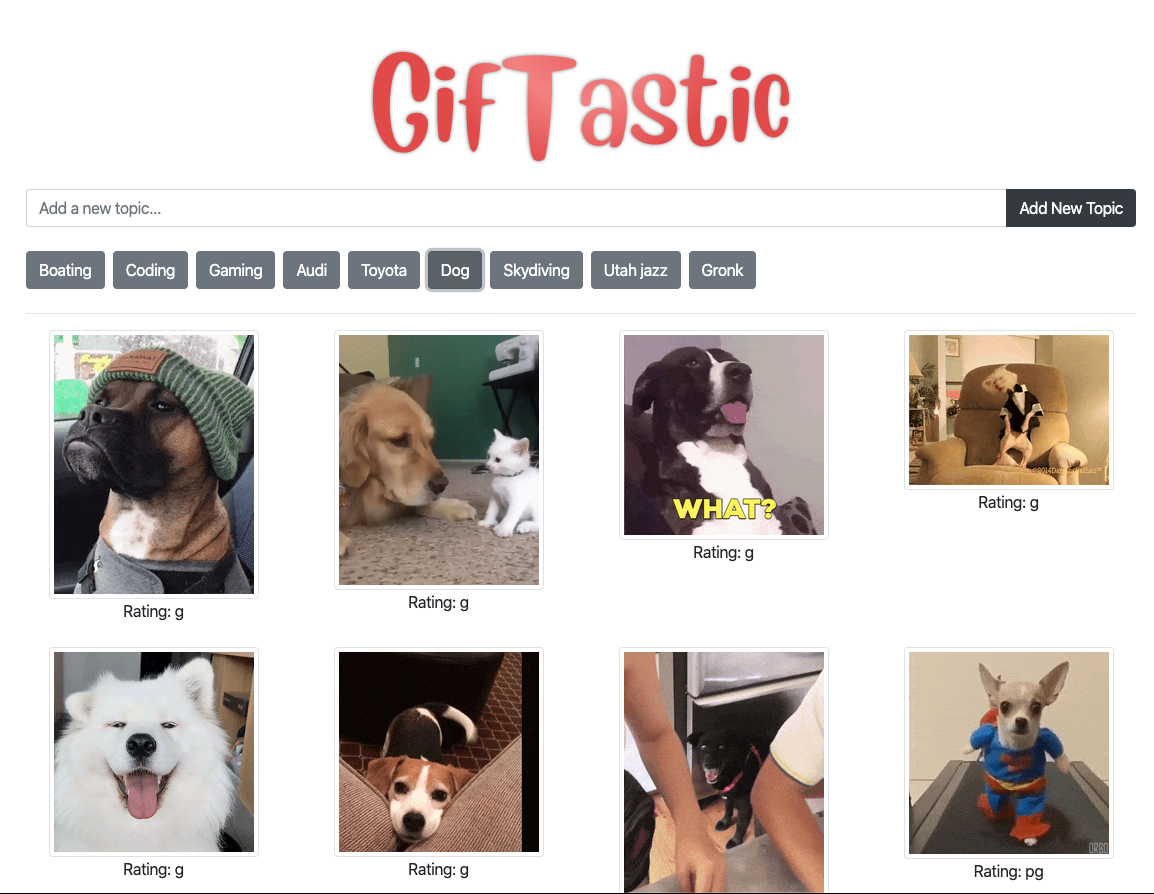 GifTastic
Add a new topic...
Add New Topic
Boating
Coding
Gaming
Audi
Toyota
Dog
Skydiving
Utah jazz
Gronk
WHAT?
Rating: g
Rating: g
Rating: g
Rating: g
ORBO
Rating: g
Rating: g
Rating: pg